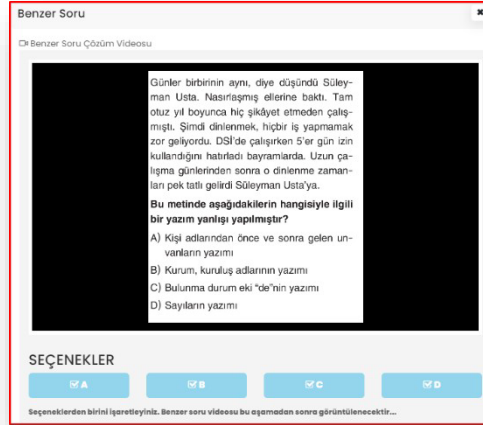 Benzer Soru
Benzer Soru Çözüm Videosu
Günler birbirinin aynı, diye düşündü Süley-
man Usta. Nasırlaşmış ellerine baktı. Tam
otuz yıl boyunca hiç şikâyet etmeden çalış-
mıştı. Şimdi dinlenmek, hiçbir iş yapmamak
zor geliyordu. DSİ'de çalışırken 5'er gün izin
kullandığını hatırladı bayramlarda. Uzun ça-
lışma günlerinden sonra o dinlenme zaman-
ları pek tatlı gelirdi Süleyman Usta'ya.
Bu metinde aşağıdakilerin hangisiyle ilgili
bir yazım yanlışı yapılmıştır?
A) Kişi adlarından önce ve sonra gelen un-
vanların yazımı
B) Kurum, kuruluş adlarının yazımı
C) Bulunma durum eki "de"nin yazımı
D) Sayıların yazımı
SEÇENEKLER
A
B
C
D
Seçeneklerden birini işaretleyiniz. Benzer soru videosu bu aşamadan sonra görüntülenecektir...